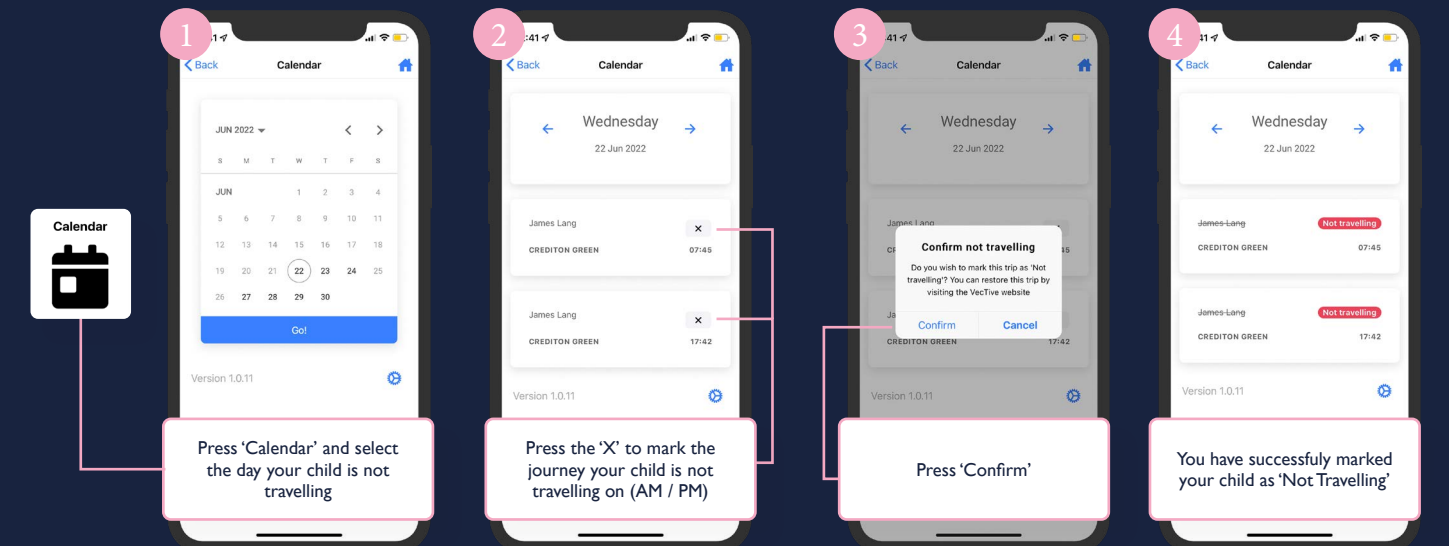 Calendar
1
:41
Back Calendar
JUN 2022
S M T W T F S
JUN 1 2 3 4
5 6 7 8 9 10 11
12 13 14 15 16 17 18
19 20 21 22 23 24 25
26 27 28 29 30
Go!
Version 1.0.11
Press ‘Calendar’ and select
the day your child is not
travelling
2
:41
Back Calendar
Wednesday
22 Jun 2022
James Lang
X
CREDITON GREEN 07:45
James Lang
X
CREDITON GREEN 17:42
Version 1.0.11
Press the ‘X’ to mark the
journey your child is not
travelling on (AM / PM)
3
:41
Back Calendar
Wednesday
22 Jun 2022
James Lang
Confirm not travelling
Do you wish to mark this trip as 'Not
travelling'? You can restore this trip by
visiting the VecTive website
Confirm Cancel
CREDITON GREEN 17:42
Version 1.0.11
Press ‘Confirm’
4
41
Back Calendar
Wednesday
22 Jun 2022
James Lang Not travelling
CREDITON GREEN 07:45
James Lang Not travelling
CREDITON GREEN 17:42
Version 1.0.11
You have successfuly marked
your child as ‘Not Travelling’